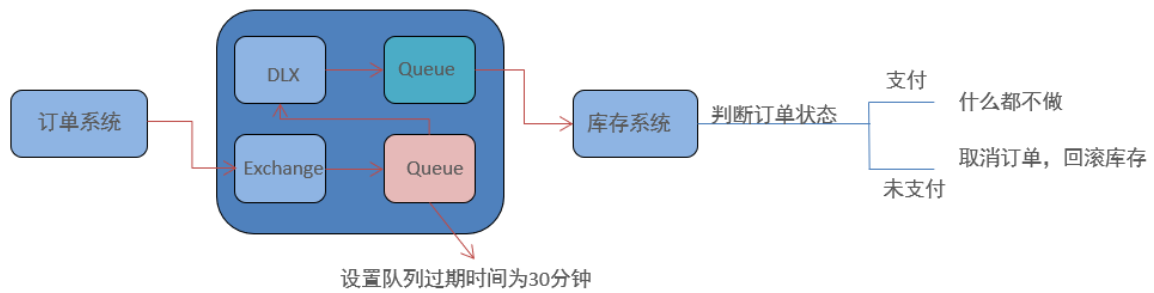 DLX
Queue
订单系统
Exchange
Queue
库存系统
判断订单状态
支付
什么都不做
取消订单，回滚库存
未支付
设置队列过期时间为30分钟